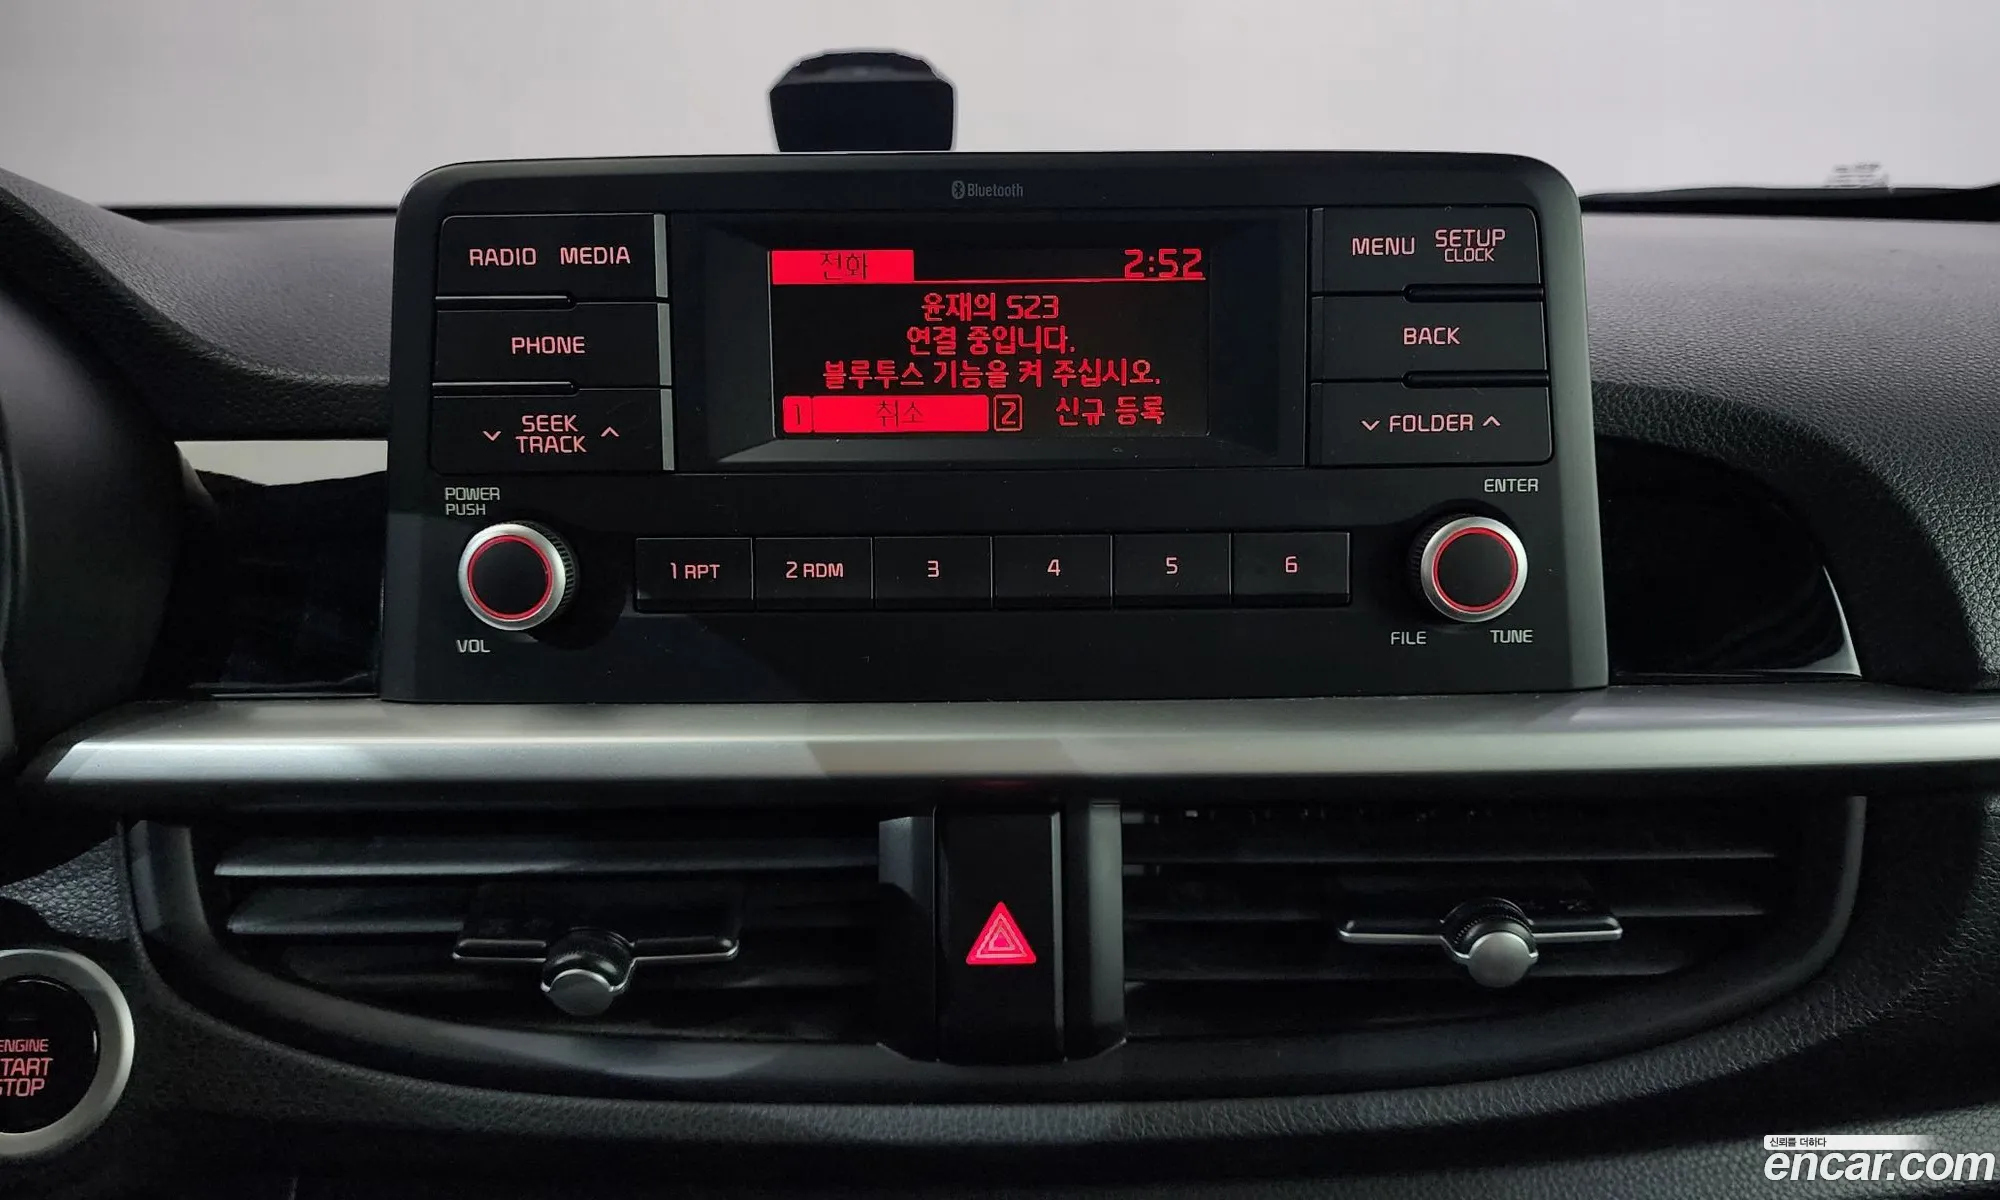 Bluetooth
RADIO MEDIA
PHONE
SEEK
TRACK
POWER
PUSH
VOL
전화 2:52
윤재의 S23
연결 중입니다.
블루투스 기능을 켜 주십시오.
1 취소 2 신규 등록
MENU SETUP
CLOCK
BACK
FOLDER
ENTER
FILE TUNE
1 RPT 2 RDM 3 4 5 6
ENGINE
START
STOP
신뢰를 더하다
encar.com